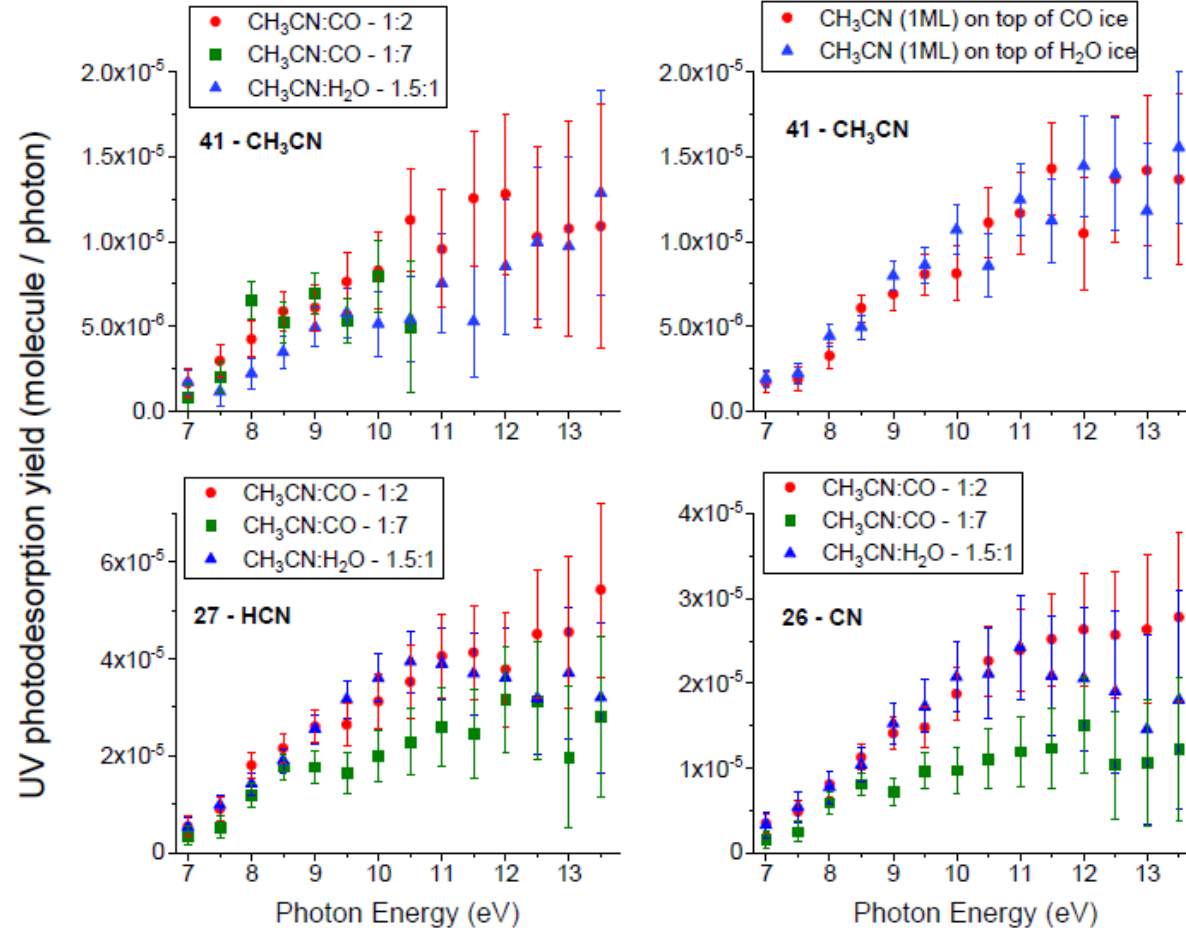 CH₃CN:CO - 1:2
CH₃CN:CO - 1:7
CH₃CN:H₂O - 1.5:1
41 - CH₃CN
2.0x10⁻⁵
1.5x10⁻⁵
1.0x10⁻⁵
5.0x10⁻⁶
0.0
7 8 9 10 11 12 13
CH₃CN (1ML) on top of CO ice
CH₃CN (1ML) on top of H₂O ice
41 - CH₃CN
2.0x10⁻⁵
1.5x10⁻⁵
1.0x10⁻⁵
5.0x10⁻⁶
0.0
7 8 9 10 11 12 13
UV photodesorption yield (molecule / photon)
CH₃CN:CO - 1:2
CH₃CN:CO - 1:7
CH₃CN:H₂O - 1.5:1
27 - HCN
6x10⁻⁵
4x10⁻⁵
2x10⁻⁵
0
7 8 9 10 11 12 13
Photon Energy (eV)
CH₃CN:CO - 1:2
CH₃CN:CO - 1:7
CH₃CN:H₂O - 1.5:1
26 - CN
4x10⁻⁵
3x10⁻⁵
2x10⁻⁵
1x10⁻⁵
0
7 8 9 10 11 12 13
Photon Energy (eV)